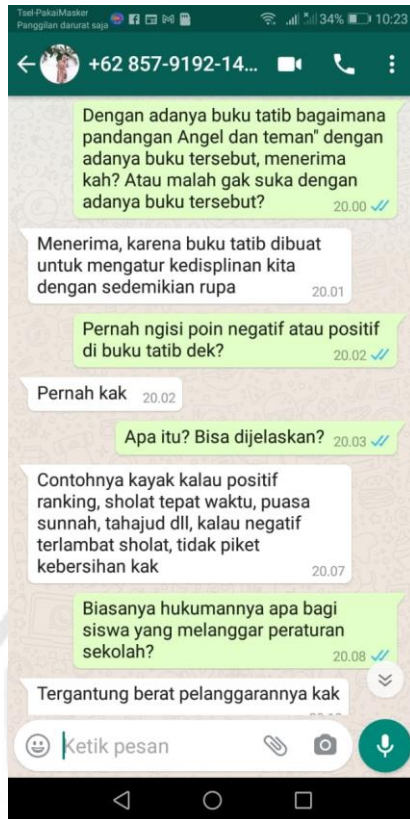 Tsel-PakaiMasker
Panggilan darurat saja
34% 10:23
+62 857-9192-14...
Dengan adanya buku tatib bagaimana
pandangan Angel dan teman" dengan
adanya buku tersebut, menerima
kah? Atau malah gak suka dengan
adanya buku tersebut?
20.00
Menerima, karena buku tatib dibuat
untuk mengatur kedisplinan kita
dengan sedemikian rupa
20.01
Pernah ngisi poin negatif atau positif
di buku tatib dek?
20.02
Pernah kak 20.02
Apa itu? Bisa dijelaskan? 20.03
Contohnya kayak kalau positif
ranking, sholat tepat waktu, puasa
sunnah, tahajud dll, kalau negatif
terlambat sholat, tidak piket
kebersihan kak
20.07
Biasanya hukumannya apa bagi
siswa yang melanggar peraturan
sekolah?
20.08
Tergantung berat pelanggarannya kak
Ketik pesan